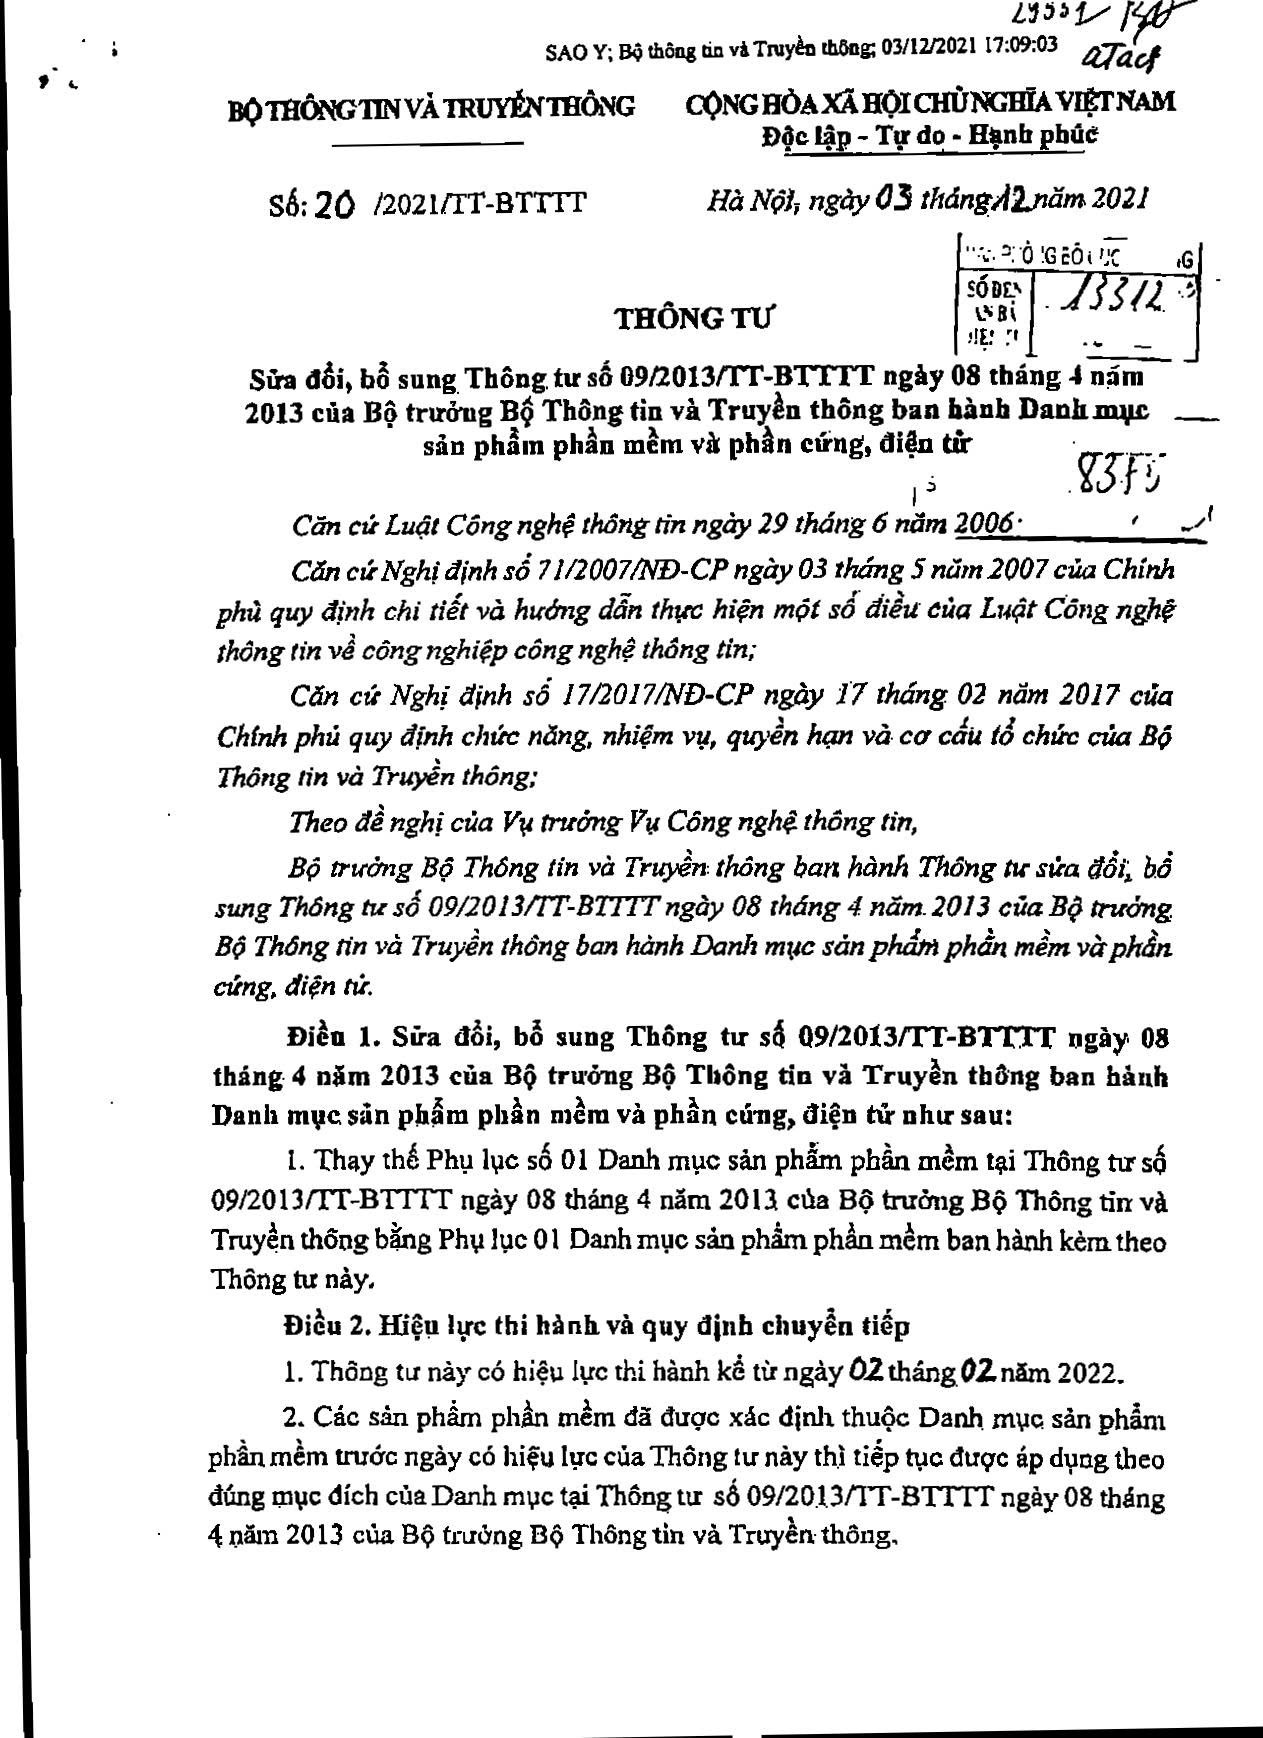 SAO Y; Bộ thông tin và Truyền thông; 03/12/2021 17:09:03
BỘ THÔNG TIN VÀ TRUYỀN THÔNG
CỘNG HÒA XÃ HỘI CHỦ NGHĨA VIỆT NAM
Độc lập - Tự do - Hạnh phúc
Số: 20 /2021/TT-BTTTT
Hà Nội, ngày 03 tháng 12 năm 2021
SỐ ĐẾN
13312
THÔNG TƯ
Sửa đổi, bổ sung Thông tư số 09/2013/TT-BTTTT ngày 08 tháng 4 năm
2013 của Bộ trưởng Bộ Thông tin và Truyền thông ban hành Danh mục
sản phẩm phần mềm và phần cứng, điện tử
Căn cứ Luật Công nghệ thông tin ngày 29 tháng 6 năm 2006
Căn cứ Nghị định số 71/2007/NĐ-CP ngày 03 tháng 5 năm 2007 của Chính
phủ quy định chi tiết và hướng dẫn thực hiện một số điều của Luật Công nghệ
thông tin về công nghiệp công nghệ thông tin;
Căn cứ Nghị định số 17/2017/NĐ-CP ngày 17 tháng 02 năm 2017 của
Chính phủ quy định chức năng, nhiệm vụ, quyền hạn và cơ cấu tổ chức của Bộ
Thông tin và Truyền thông;
Theo đề nghị của Vụ trưởng Vụ Công nghệ thông tin,
Bộ trưởng Bộ Thông tin và Truyền thông ban hành Thông tư sửa đổi, bổ
sung Thông tư số 09/2013/TT-BTTTT ngày 08 tháng 4 năm 2013 của Bộ trưởng
Bộ Thông tin và Truyền thông ban hành Danh mục sản phẩm phần mềm và phần
cứng, điện tử.
Điều 1. Sửa đổi, bổ sung Thông tư số 09/2013/TT-BTTTT ngày 08
tháng 4 năm 2013 của Bộ trưởng Bộ Thông tin và Truyền thông ban hành
Danh mục sản phẩm phần mềm và phần cứng, điện tử như sau:
1. Thay thế Phụ lục số 01 Danh mục sản phẩm phần mềm tại Thông tư số
09/2013/TT-BTTTT ngày 08 tháng 4 năm 2013 của Bộ trưởng Bộ Thông tin và
Truyền thông bằng Phụ lục 01 Danh mục sản phẩm phần mềm ban hành kèm theo
Thông tư này.
Điều 2. Hiệu lực thi hành và quy định chuyển tiếp
1. Thông tư này có hiệu lực thi hành kể từ ngày 02 tháng 02 năm 2022.
2. Các sản phẩm phần mềm đã được xác định thuộc Danh mục sản phẩm
phần mềm trước ngày có hiệu lực của Thông tư này thì tiếp tục được áp dụng theo
đúng mục đích của Danh mục tại Thông tư số 09/2013/TT-BTTTT ngày 08 tháng
4 năm 2013 của Bộ trưởng Bộ Thông tin và Truyền thông.